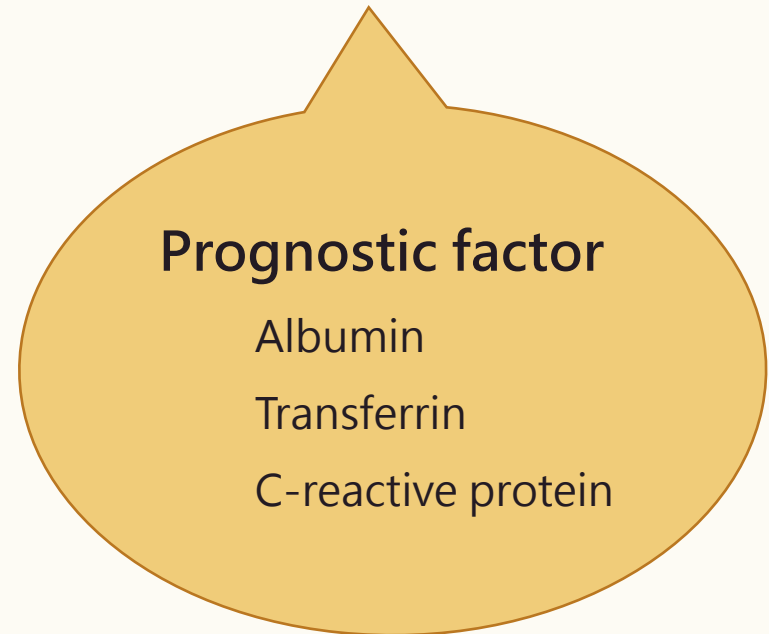 Prognostic factor
Albumin
Transferrin
C-reactive protein